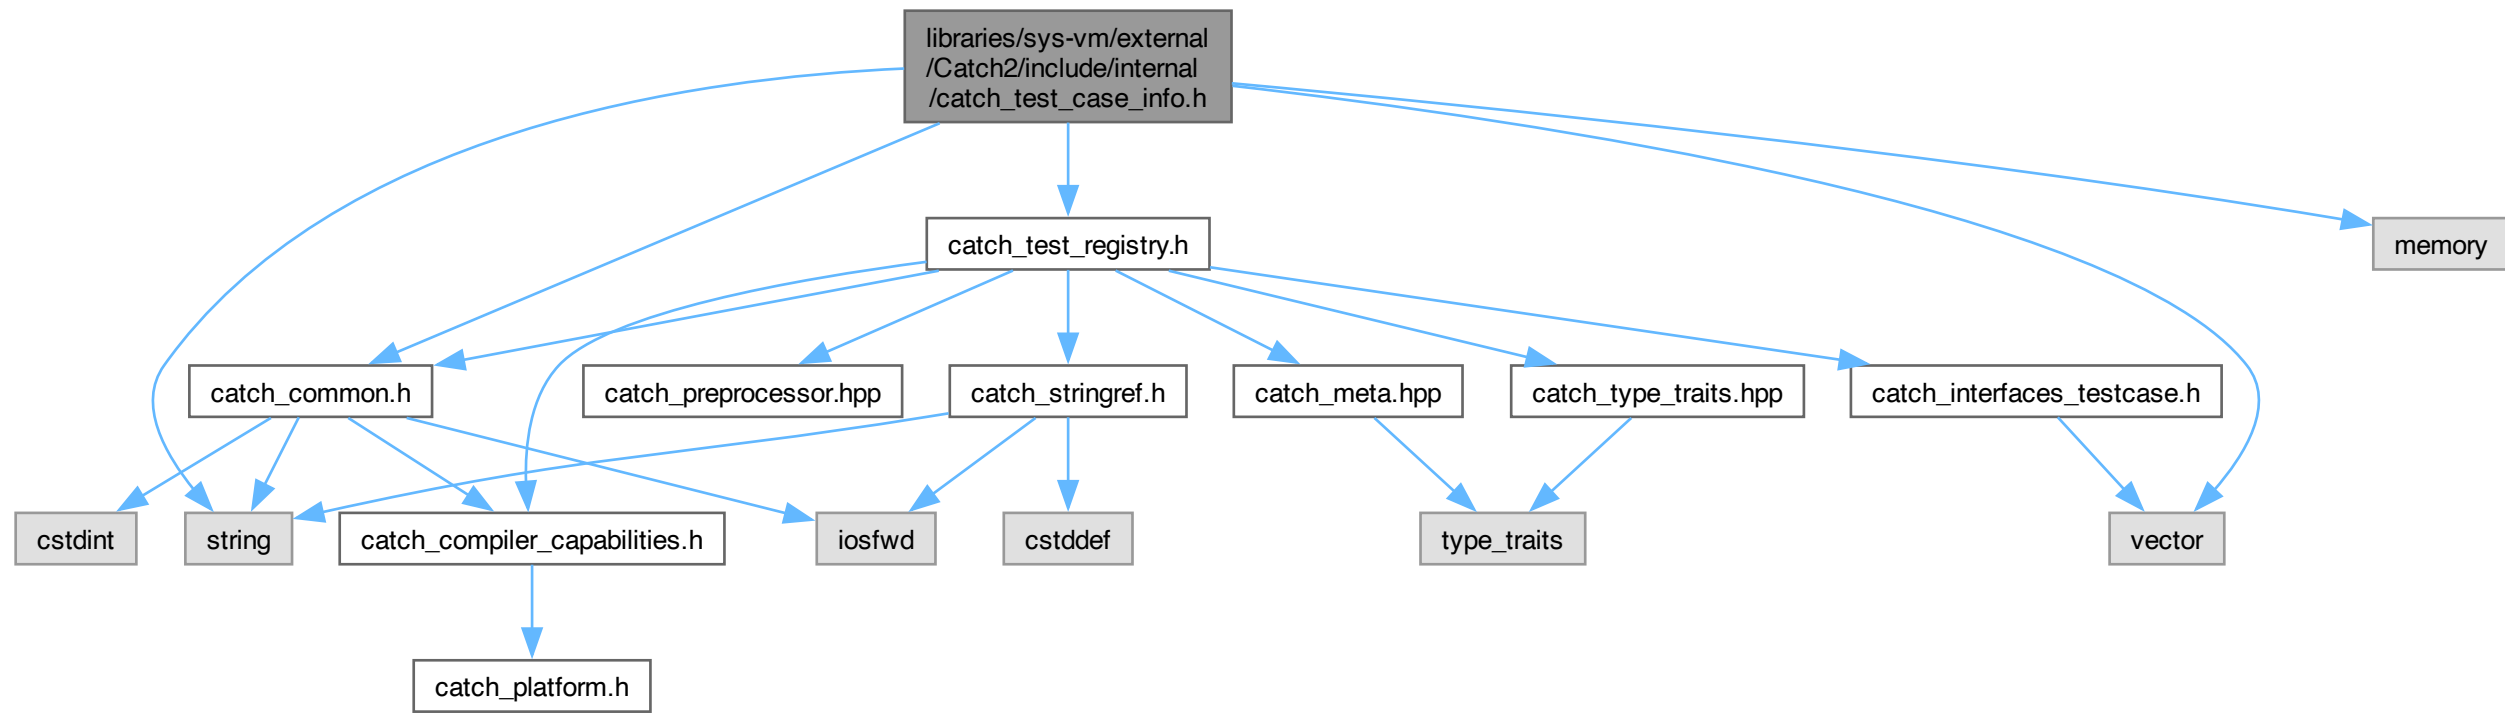 libraries/sys-vm/external
/Catch2/include/internal
/catch_test_case_info.h
catch_test_registry.h
memory
catch_common.h
catch_preprocessor.hpp
catch_stringref.h
catch_meta.hpp
catch_type_traits.hpp
catch_interfaces_testcase.h
cstdint
string
catch_compiler_capabilities.h
iosfwd
cstddef
type_traits
vector
catch_platform.h